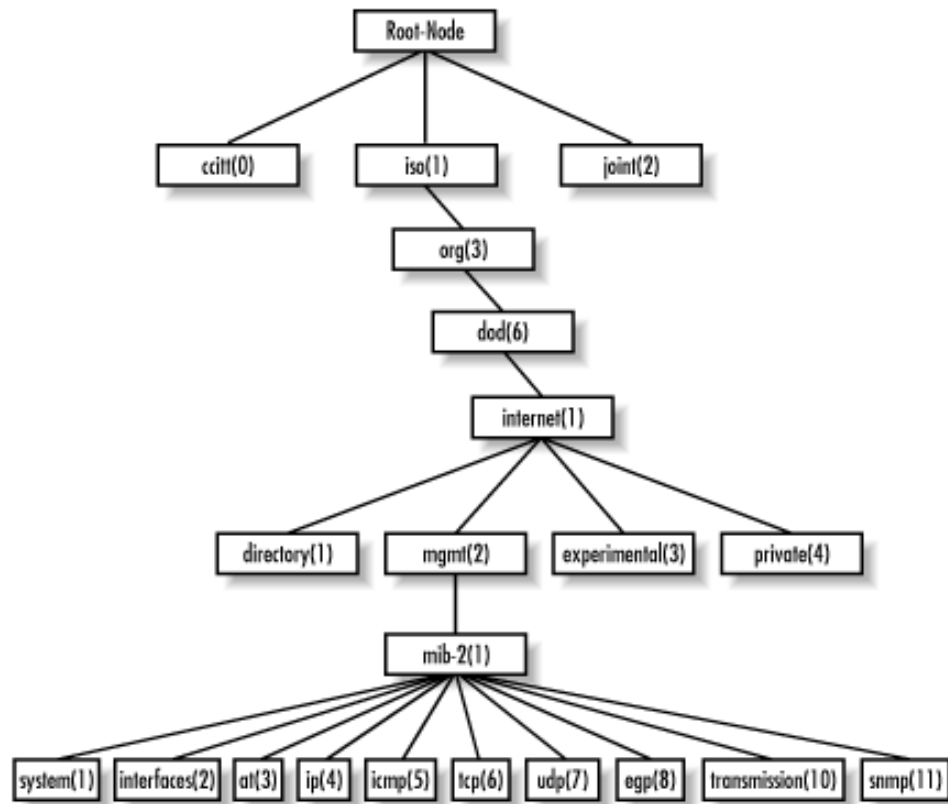 Root-Node
ccitt(0) iso(1) joint(2)
org(3)
dod(6)
internet(1)
directory(1) mgmt(2) experimental(3) private(4)
mib-2(1)
system(1) interfaces(2) at(3) ip(4) icmp(5) tcp(6) udp(7) egp(8) transmission(10) snmp(11)